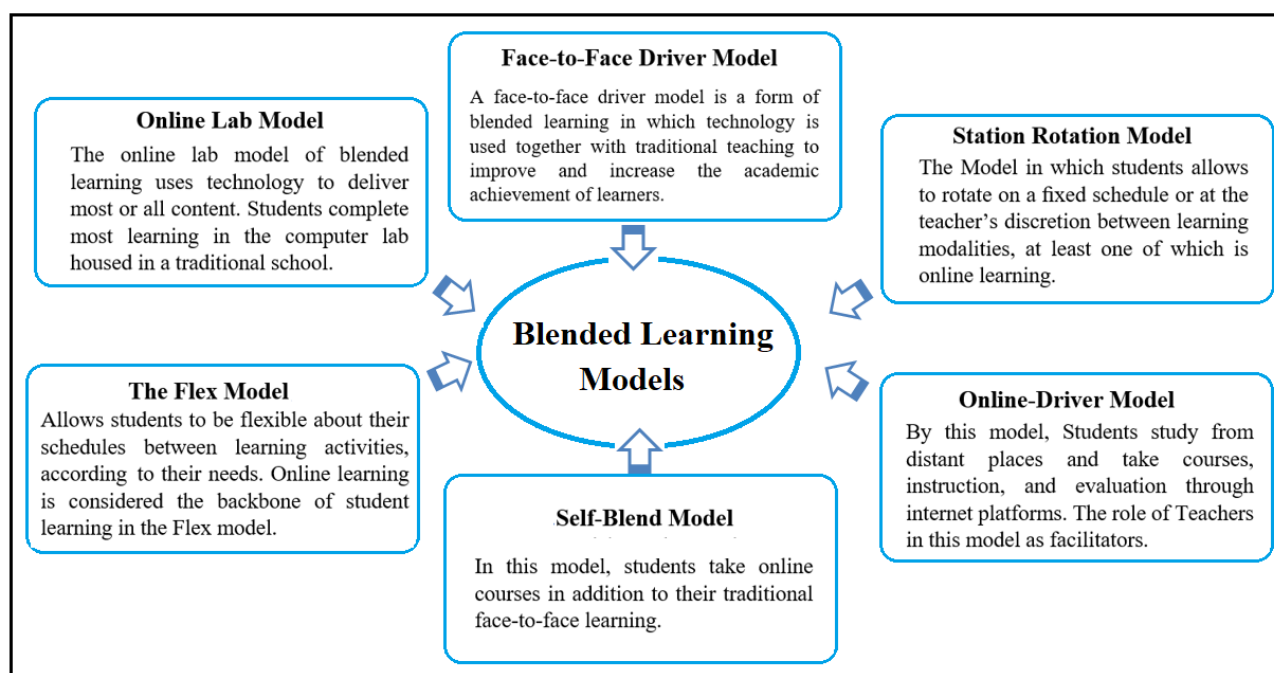 Face-to-Face Driver Model
A face-to-face driver model is a form of
blended learning in which technology is
used together with traditional teaching to
improve and increase the academic
achievement of learners.
Online Lab Model
The online lab model of blended
learning uses technology to deliver
most or all content. Students complete
most learning in the computer lab
housed in a traditional school.
Station Rotation Model
The Model in which students allows
to rotate on a fixed schedule or at the
teacher's discretion between learning
modalities, at least one of which is
online learning.
Blended Learning
Models
The Flex Model
Allows students to be flexible about their
schedules between learning activities,
according to their needs. Online learning
is considered the backbone of student
learning in the Flex model.
Online-Driver Model
By this model, Students study from
distant places and take courses,
instruction, and evaluation through
internet platforms. The role of Teachers
in this model as facilitators.
Self-Blend Model
In this model, students take online
courses in addition to their traditional
face-to-face learning.